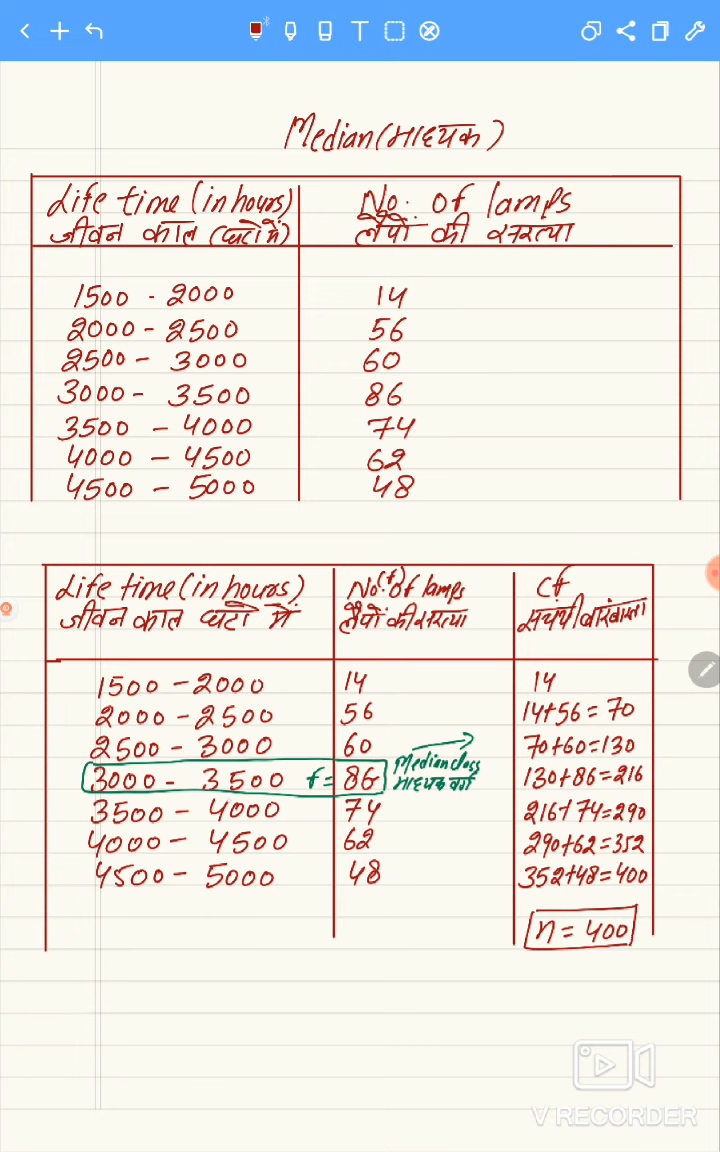 Median (माध्यक)
Life time (in hours) No. of lamps
जीवन काल (घंटो में) लैंपो की संख्या
1500 - 2000 14
2000 - 2500 56
2500 - 3000 60
3000 - 3500 86
3500 - 4000 74
4000 - 4500 62
4500 - 5000 48
Life time (in hours) No. (f) of lamps Cf
जीवन काल घंटो में लैंपो की संख्या संचयी बारंबारता
1500 - 2000 14 14
2000 - 2500 56 14+56=70
2500 - 3000 60 70+60=130
3000 - 3500 f= 86 Median class 130+86=216
माध्यक वर्ग
3500 - 4000 74 216+74=290
4000 - 4500 62 290+62=352
4500 - 5000 48 352+48=400
n = 400
V RECORDER